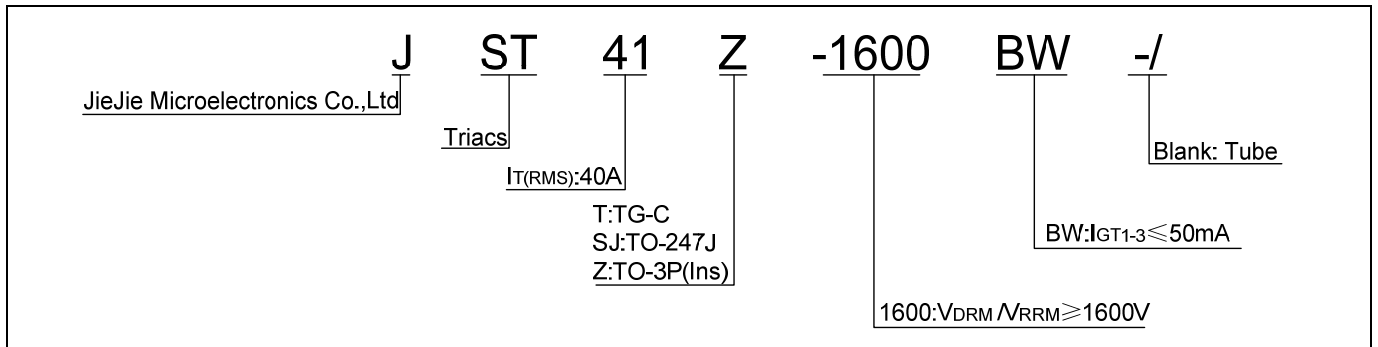 J ST 41 Z -1600 BW -/
JieJie Microelectronics Co.,Ltd
Triacs
Blank: Tube
IT(RMS):40A
T:TG-C
SJ:TO-247J
Z:TO-3P(Ins)
BW:IGT1-3≤50mA
1600:VDRM/VRRM≥1600V